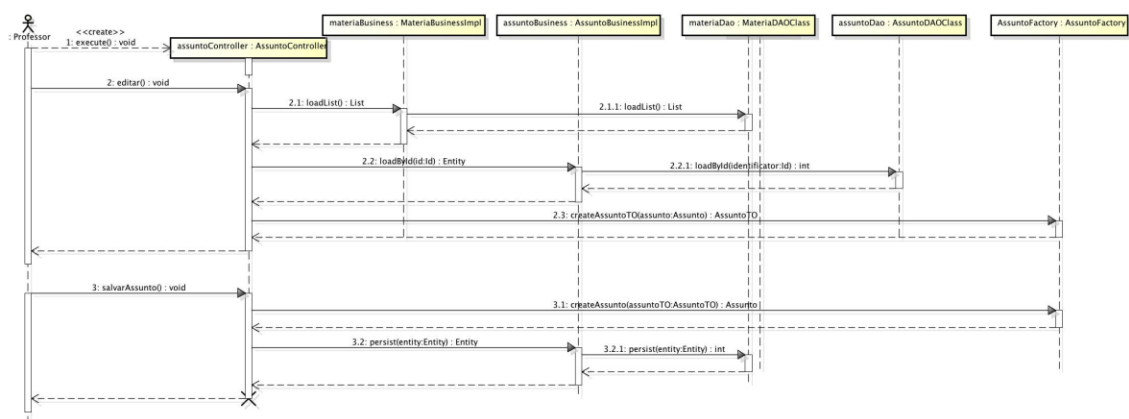 materiaBusiness : MateriaBusinessImpl
assuntoBusiness : AssuntoBusinessImpl
materiaDao : MateriaDAOClass
assuntoDao : AssuntoDAOClass
AssuntoFactory : AssuntoFactory
: Professor
<<create>>
1: execute() : void
assuntoController : AssuntoController
2: editar() : void
2.1: loadList() : List
2.1.1: loadList() : List
2.2: loadById(id:Id) : Entity
2.2.1: loadById(identificator:Id) : int
2.3: createAssuntoTO(assunto:Assunto) : AssuntoTO
3: salvarAssunto() : void
3.1: createAssunto(assuntoTO:AssuntoTO) : Assunto
3.2: persist(entity:Entity) : Entity
3.2.1: persist(entity:Entity) : int